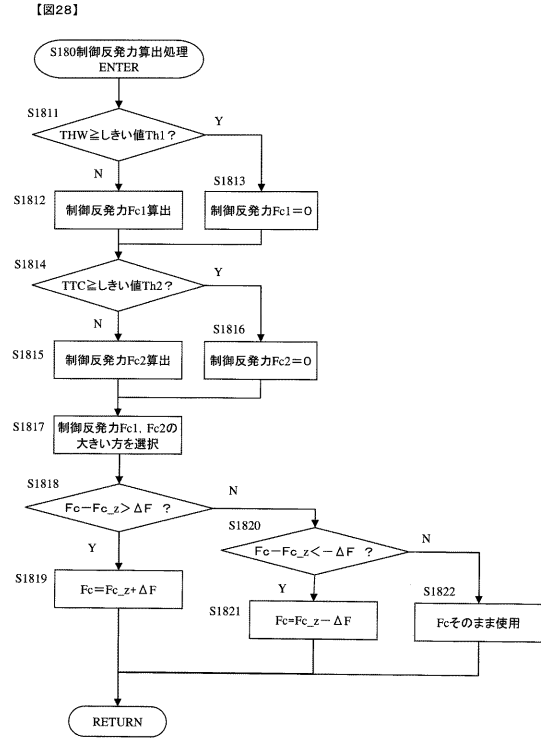 【図28】
S180制御反発力算出処理
ENTER
S1811
THW≧しきい値Th1？
Y
N
S1813
S1812
制御反発力Fc1算出
制御反発力Fc1＝0
S1814
TTC≧しきい値Th2？
Y
N
S1816
S1815
制御反発力Fc2算出
制御反発力Fc2＝0
S1817
制御反発力Fc1, Fc2の
大きい方を選択
S1818
Fc－Fc_z＞ΔF ？
N
S1820
Fc－Fc_z＜－ΔF ？
N
Y
S1819
Fc＝Fc_z＋ΔF
Y
S1821
Fc=Fc_z－ΔF
S1822
Fcそのまま使用
RETURN